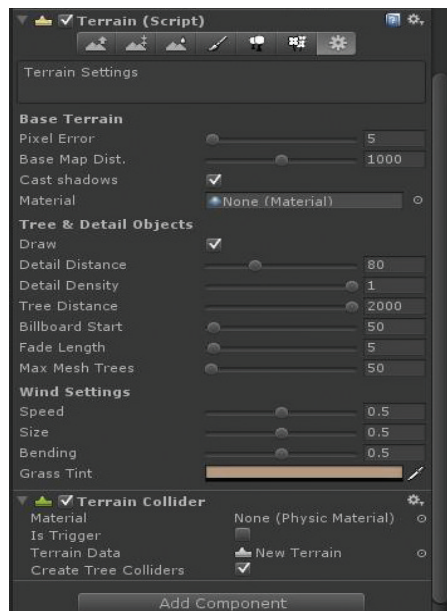 Terrain (Script)
Terrain Settings
Base Terrain
Pixel Error 5
Base Map Dist. 1000
Cast shadows
Material None (Material)
Tree & Detail Objects
Draw
Detail Distance 80
Detail Density 1
Tree Distance 2000
Billboard Start 50
Fade Length 5
Max Mesh Trees 50
Wind Settings
Speed 0.5
Size 0.5
Bending 0.5
Grass Tint
Terrain Collider
Material None (Physic Material)
Is Trigger
Terrain Data New Terrain
Create Tree Colliders
Add Component